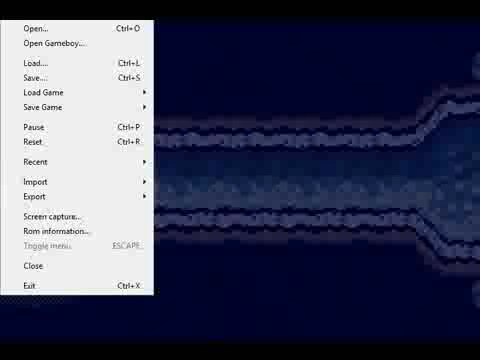 Open... Ctrl+O
Open Gameboy...
Load... Ctrl+L
Save... Ctrl+S
Load Game
Save Game
Pause Ctrl+P
Reset Ctrl+R
Recent
Import
Export
Screen capture...
Rom information...
Toggle menu ESCAPE
Close
Exit Ctrl+X